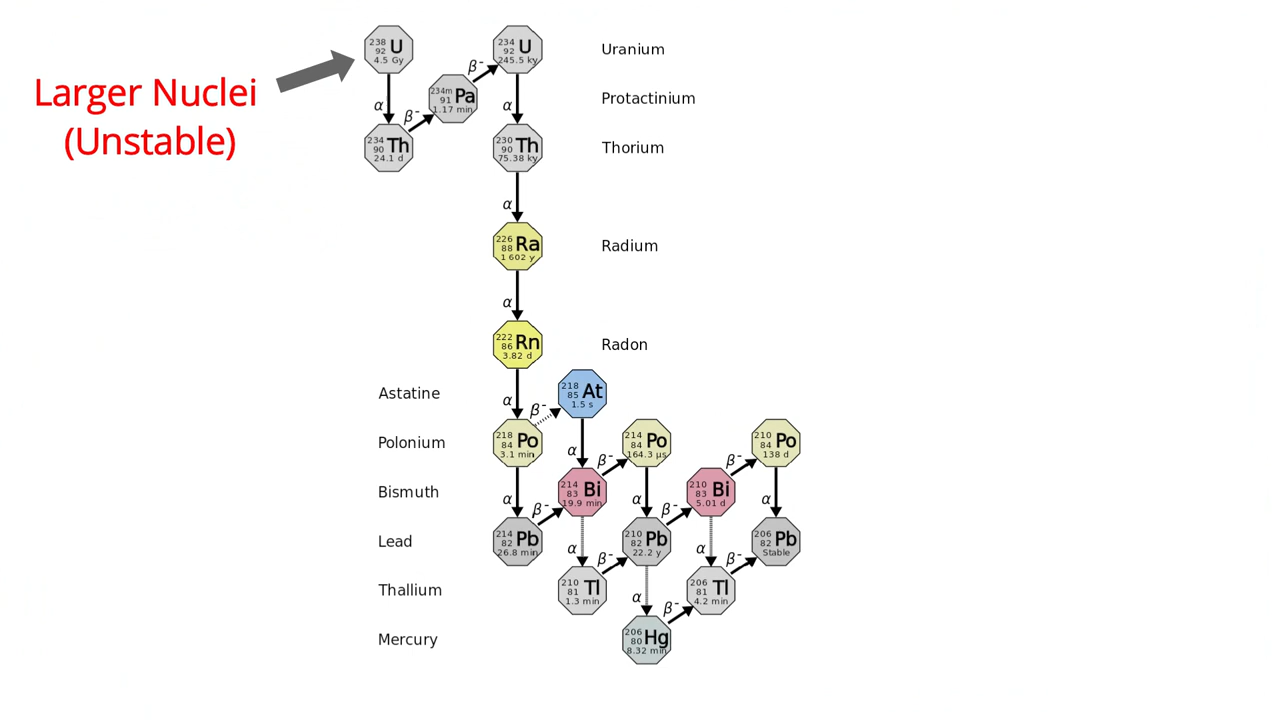 Larger Nuclei
(Unstable)
238
92 U
4.5 Gy
234
92 U
245.5 ky
Uranium
β⁻
234m
91 Pa
1.17 min
Protactinium
α
β⁻
α
234
90 Th
24.1 d
230
90 Th
75.38 ky
Thorium
α
226
88 Ra
1 602 y
Radium
α
222
86 Rn
3.82 d
Radon
Astatine
α
β⁻
218
85 At
1.5 s
Polonium
218
84 Po
3.1 min
α
β⁻
214
84 Po
164.3 µs
β⁻
210
84 Po
138 d
Bismuth
α
β⁻
214
83 Bi
19.9 min
α
β⁻
210
83 Bi
5.01 d
α
Lead
214
82 Pb
26.8 min
α
β⁻
210
82 Pb
22.2 y
α
β⁻
206
82 Pb
Stable
Thallium
210
81 Tl
1.3 min
α
β⁻
206
81 Tl
4.2 min
Mercury
206
80 Hg
8.32 min